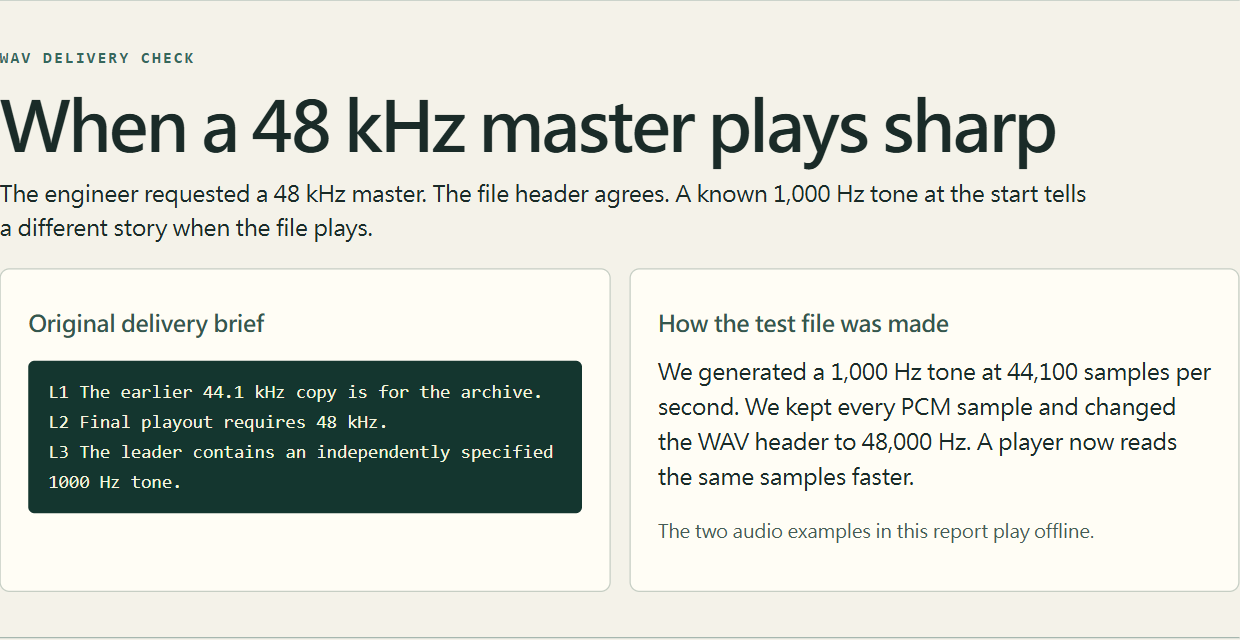 WAV DELIVERY CHECK
When a 48 kHz master plays sharp
The engineer requested a 48 kHz master. The file header agrees. A known 1,000 Hz tone at the start tells
a different story when the file plays.
Original delivery brief
L1 The earlier 44.1 kHz copy is for the archive.
L2 Final playout requires 48 kHz.
L3 The leader contains an independently specified
1000 Hz tone.
How the test file was made
We generated a 1,000 Hz tone at 44,100 samples per
second. We kept every PCM sample and changed
the WAV header to 48,000 Hz. A player now reads
the same samples faster.
The two audio examples in this report play offline.